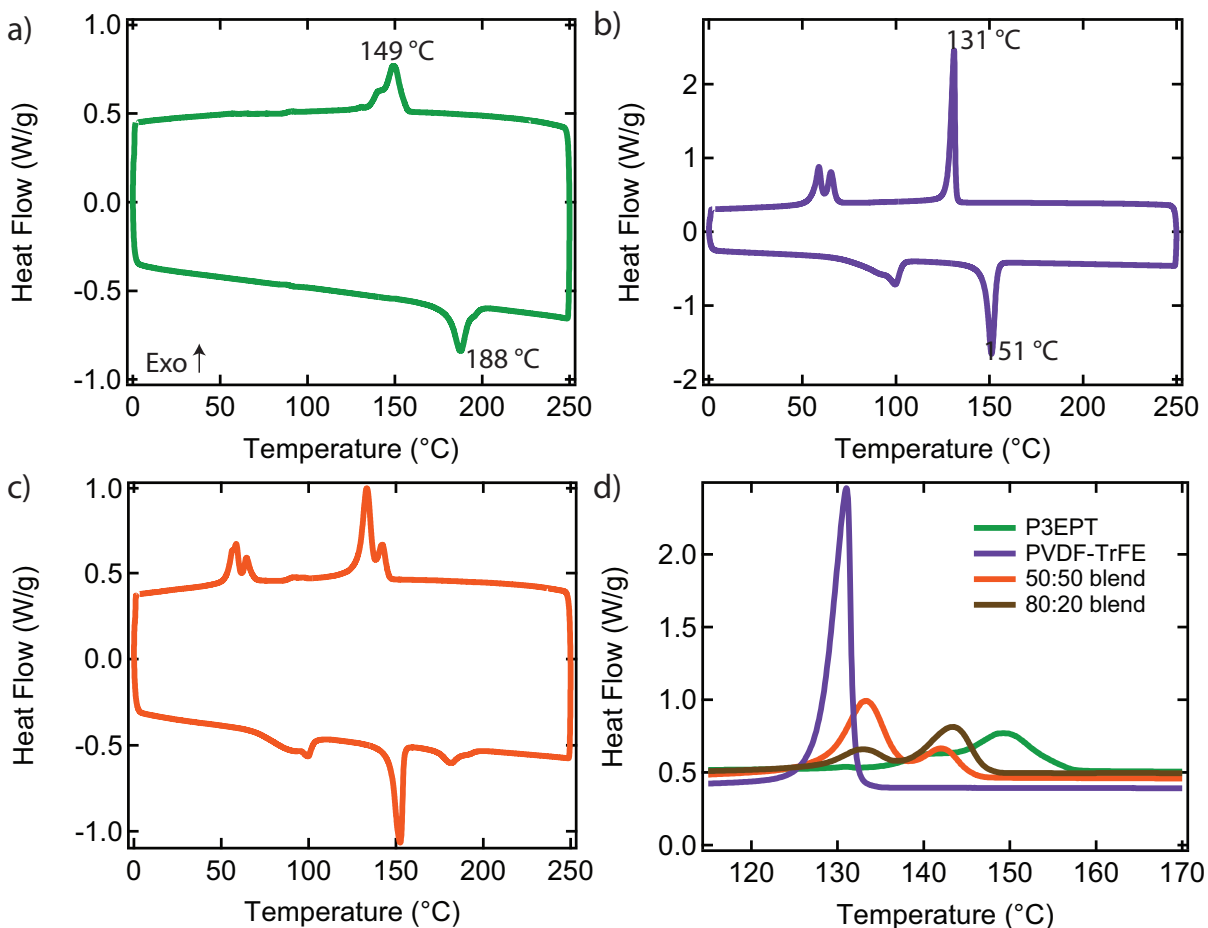 a)
1.0
0.5
0.0
-0.5
-1.0
Heat Flow (W/g)
149 °C
188 °C
Exo ↑
0 50 100 150 200 250
Temperature (°C)
b)
2
1
0
-1
-2
Heat Flow (W/g)
131 °C
151 °C
0 50 100 150 200 250
Temperature (°C)
c)
1.0
0.5
0.0
-0.5
-1.0
Heat Flow (W/g)
0 50 100 150 200 250
Temperature (°C)
d)
2.0
1.0
0.5
0.0
Heat Flow (W/g)
P3EPT
PVDF-TrFE
50:50 blend
80:20 blend
120 130 140 150 160 170
Temperature (°C)